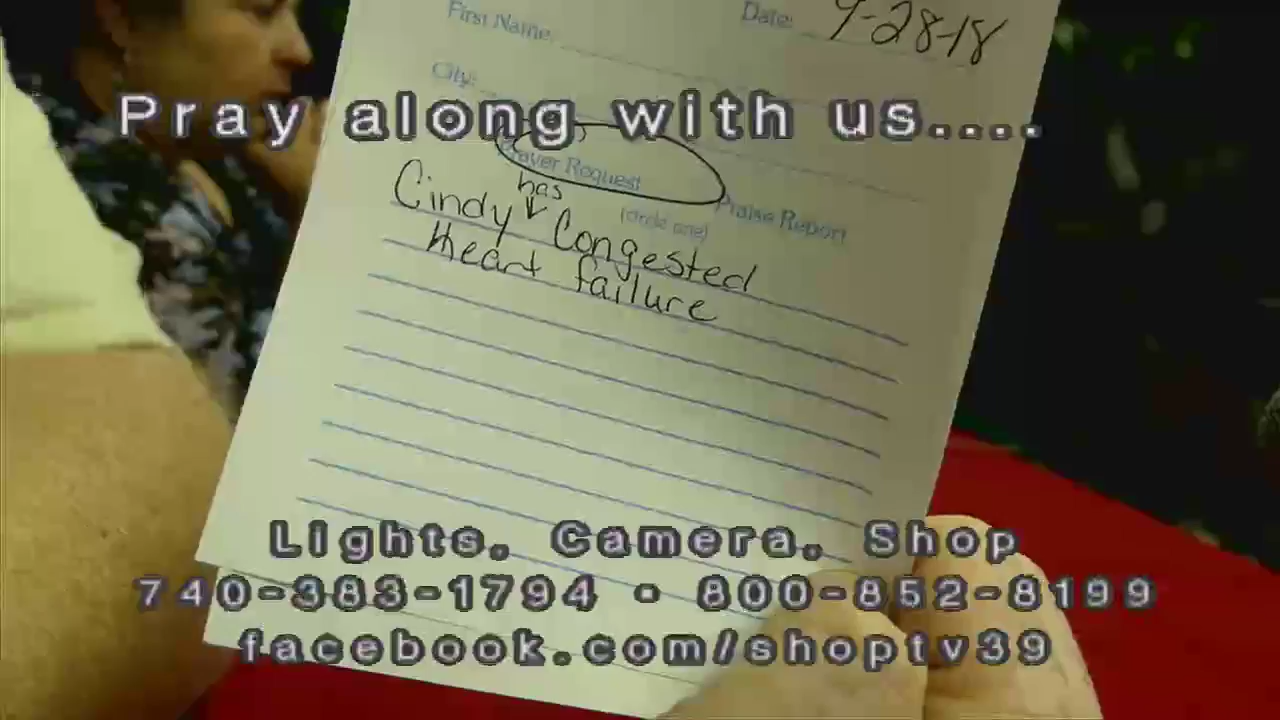 First Name:
Date: 9-28-18
City:
Pray along with us....
Prayer Request
Praise Report
(circle one)
has
Cindy Congested
Heart failure
Lights, Camera, Shop
740-383-1794 • 800-852-8199
facebook.com/shoptv39